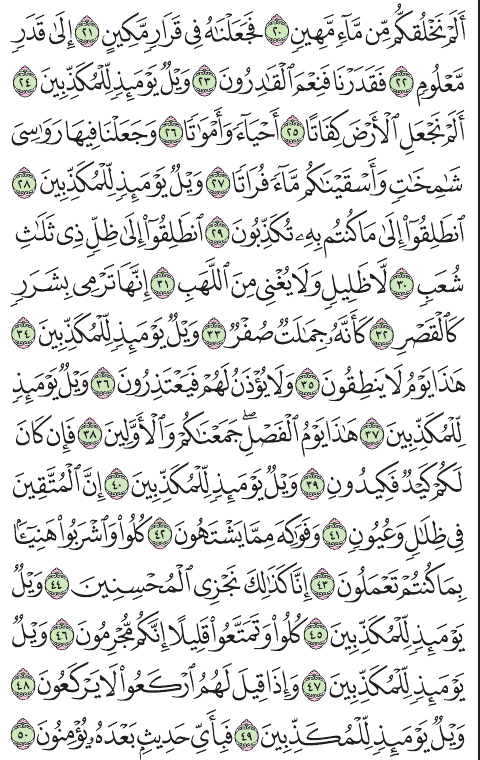 أَلَمۡ نَخۡلُقكُّم مِّن مَّآءٖ مَّهِينٖ ٢٠ فَجَعَلۡنَٰهُ فِي قَرَارٖ مَّكِينٍ ٢١ إِلَىٰ قَدَرٖ
مَّعۡلُومٖ ٢٢ فَقَدَرۡنَا فَنِعۡمَ ٱلۡقَٰدِرُونَ ٢٣ وَيۡلٞ يَوۡمَئِذٖ لِّلۡمُكَذِّبِينَ ٢٤
أَلَمۡ نَجۡعَلِ ٱلۡأَرۡضَ كِفَاتًا ٢٥ أَحۡيَآءٗ وَأَمۡوَٰتٗا ٢٦ وَجَعَلۡنَا فِيهَا رَوَٰسِيَ
شَٰمِخَٰتٖ وَأَسۡقَيۡنَٰكُم مَّآءٗ فُرَاتٗا ٢٧ وَيۡلٞ يَوۡمَئِذٖ لِّلۡمُكَذِّبِينَ ٢٨
ٱنطَلِقُوٓاْ إِلَىٰ مَا كُنتُم بِهِۦ تُكَذِّبُونَ ٢٩ ٱنطَلِقُوٓاْ إِلَىٰ ظِلّٖ ذِي ثَلَٰثِ
شُعَبٖ ٣٠ لَّا ظَلِيلٖ وَلَا يُغۡنِي مِنَ ٱللَّهَبِ ٣١ إِنَّهَا تَرۡمِي بِشَرَرٖ
كَٱلۡقَصۡرِ ٣٢ كَأَنَّهُۥ جِمَٰلَتٞ صُفۡرٞ ٣٣ وَيۡلٞ يَوۡمَئِذٖ لِّلۡمُكَذِّبِينَ ٣٤
هَٰذَا يَوۡمُ لَا يَنطِقُونَ ٣٥ وَلَا يُؤۡذَنُ لَهُمۡ فَيَعۡتَذِرُونَ ٣٦ وَيۡلٞ يَوۡمَئِذٖ
لِّلۡمُكَذِّبِينَ ٣٧ هَٰذَا يَوۡمُ ٱلۡفَصۡلِۖ جَمَعۡنَٰكُمۡ وَٱلۡأَوَّلِينَ ٣٨ فَإِن كَانَ
لَكُمۡ كَيۡدٞ فَكِيدُونِ ٣٩ وَيۡلٞ يَوۡمَئِذٖ لِّلۡمُكَذِّبِينَ ٤٠ إِنَّ ٱلۡمُتَّقِينَ
فِي ظِلَٰلٖ وَعُيُونٖ ٤١ وَفَوَٰكِهَ مِمَّا يَشۡتَهُونَ ٤٢ كُلُواْ وَٱشۡرَبُواْ هَنِيٓـَٔۢا
بِمَا كُنتُمۡ تَعۡمَلُونَ ٤٣ إِنَّا كَذَٰلِكَ نَجۡزِي ٱلۡمُحۡسِنِينَ ٤٤ وَيۡلٞ
يَوۡمَئِذٖ لِّلۡمُكَذِّبِينَ ٤٥ كُلُواْ وَتَمَتَّعُواْ قَلِيلًا إِنَّكُم مُّجۡرِمُونَ ٤٦ وَيۡلٞ
يَوۡمَئِذٖ لِّلۡمُكَذِّبِينَ ٤٧ وَإِذَا قِيلَ لَهُمُ ٱرۡكَعُواْ لَا يَرۡكَعُونَ ٤٨
وَيۡلٞ يَوۡمَئِذٖ لِّلۡمُكَذِّبِينَ ٤٩ فَبِأَيِّ حَدِيثِۭ بَعۡدَهُۥ يُؤۡمِنُونَ ٥٠